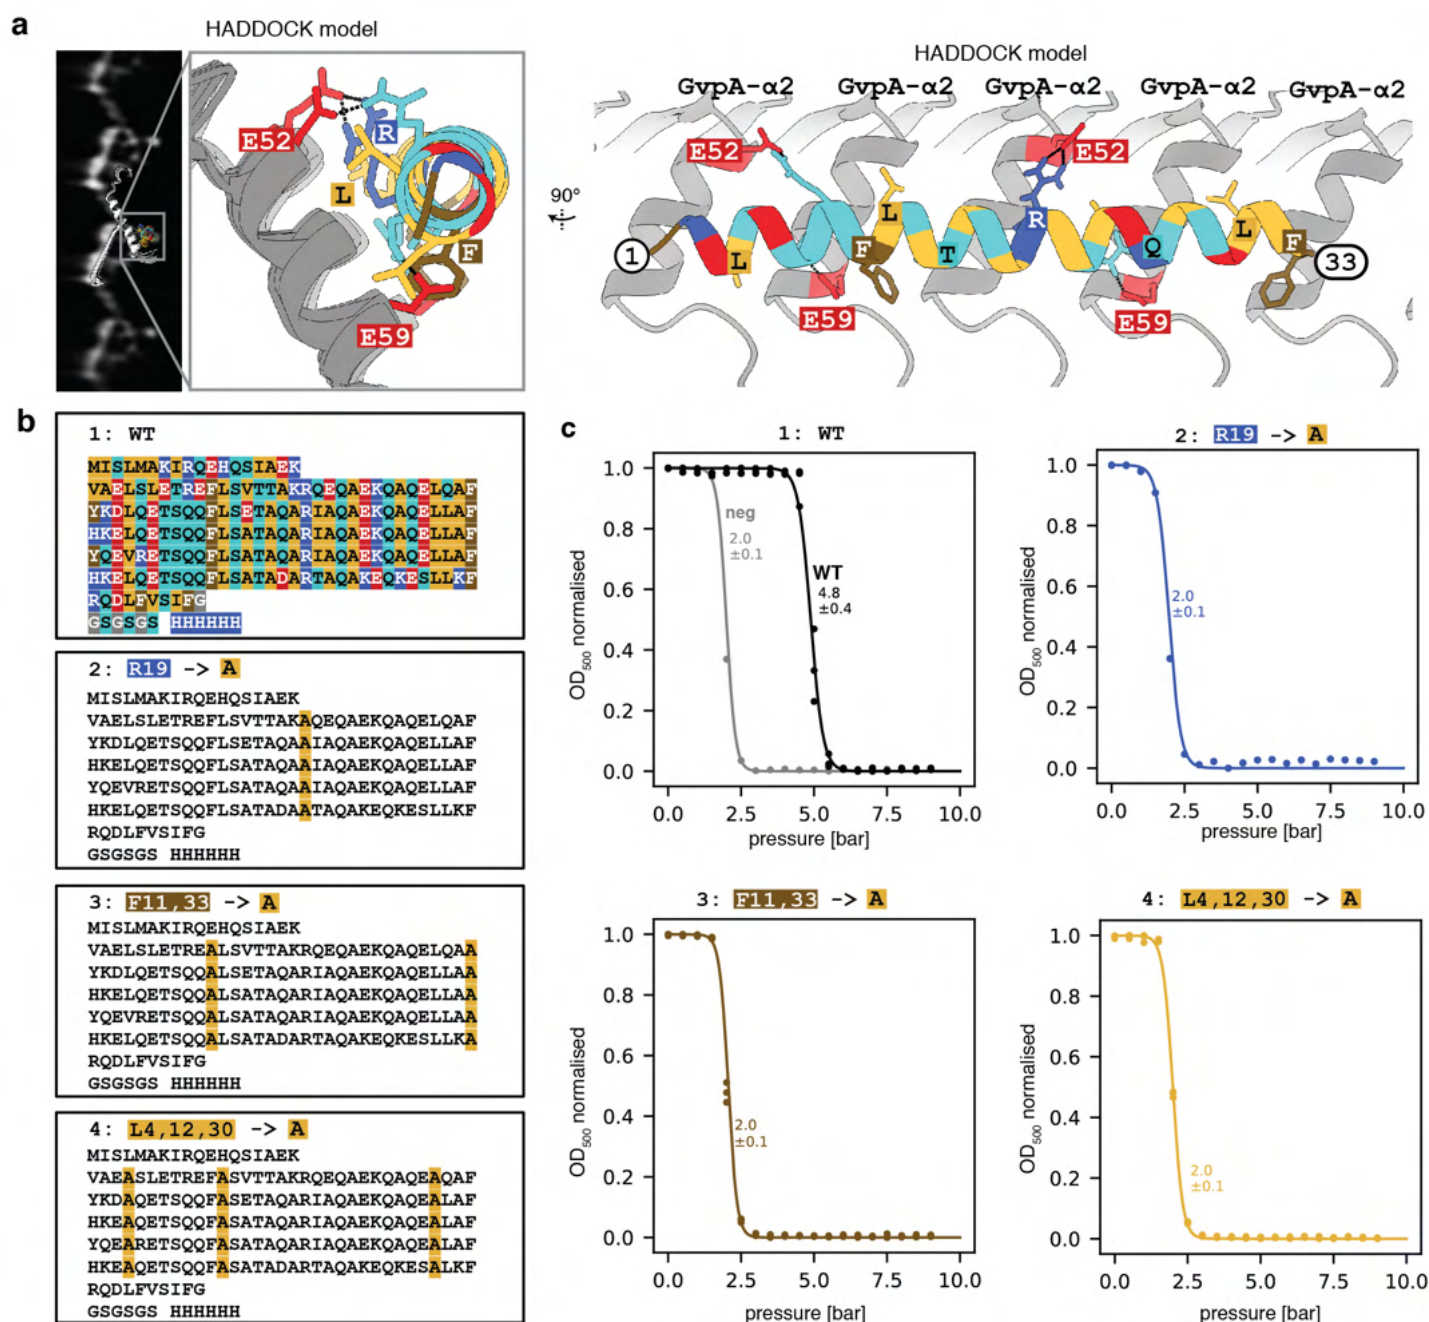 a
HADDOCK model
E52
R
L
F
E59
90°
HADDOCK model
GvpA-α2 GvpA-α2 GvpA-α2 GvpA-α2 GvpA-α2
E52
E52
L
R
L
1
L
F
T
Q
F
33
E59
E59
b
1: WT
MISLMAKIRQEHQSIAEK
VAELSLETREFLSVTTAKRQEQAEKQAQELQAF
YKDLQETSQQFLSETAQARIAQAEKQAQELLAF
HKELQETSQQFLSATAQARIAQAEKQAQELLAF
YQEVRETSQQFLSATAQARIAQAEKQAQELLAF
HKELQETSQQFLSATADARTAQAKEQKESLLKF
RQDLFVSIFG
GSGSGS HHHHHH
2: R19 -> A
MISLMAKIRQEHQSIAEK
VAELSLETREFLSVTTAKAQEQAEKQAQELQAF
YKDLQETSQQFLSETAQAAIAQAEKQAQELLAF
HKELQETSQQFLSATAQAAIAQAEKQAQELLAF
YQEVRETSQQFLSATAQAAIAQAEKQAQELLAF
HKELQETSQQFLSATADAATAQAKEQKESLLKF
RQDLFVSIFG
GSGSGS HHHHHH
3: F11,33 -> A
MISLMAKIRQEHQSIAEK
VAELSLETREALSVTTAKRQEQAEKQAQELQAA
YKDLQETSQQALSETAQARIAQAEKQAQELLAA
HKELQETSQQALSATAQARIAQAEKQAQELLAA
YQEVRETSQQALSATAQARIAQAEKQAQELLAA
HKELQETSQQALSATADARTAQAKEQKESLLKA
RQDLFVSIFG
GSGSGS HHHHHH
4: L4,12,30 -> A
MISLMAKIRQEHQSIAEK
VAEASLETREFASVTTAKRQEQAEKQAQEAQAF
YKDAQETSQQFASETAQARIAQAEKQAQEALAF
HKEAQETSQQFASATAQARIAQAEKQAQEALAF
YQEARETSQQFASATAQARIAQAEKQAQEALAF
HKEAQETSQQFASATADARTAQAKEQKESALKF
RQDLFVSIFG
GSGSGS HHHHHH
c
1: WT
OD500 normalised
1.0
0.8
0.6
0.4
0.2
0.0
neg
2.0
±0.1
WT
4.8
±0.4
0.0 2.5 5.0 7.5 10.0
pressure [bar]
2: R19 -> A
OD500 normalised
1.0
0.8
0.6
0.4
0.2
0.0
2.0
±0.1
0.0 2.5 5.0 7.5 10.0
pressure [bar]
3: F11,33 -> A
OD500 normalised
1.0
0.8
0.6
0.4
0.2
0.0
2.0
±0.1
0.0 2.5 5.0 7.5 10.0
pressure [bar]
4: L4,12,30 -> A
OD500 normalised
1.0
0.8
0.6
0.4
0.2
0.0
2.0
±0.1
0.0 2.5 5.0 7.5 10.0
pressure [bar]